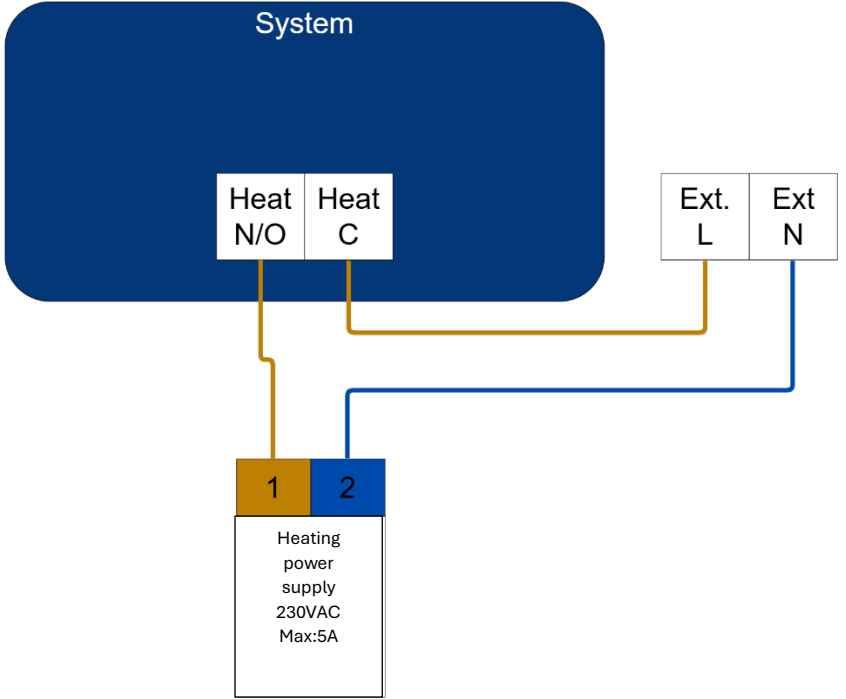 System
Heat
N/O
Heat
C
Ext.
L
Ext
N
1
2
Heating
power
supply
230VAC
Max:5A